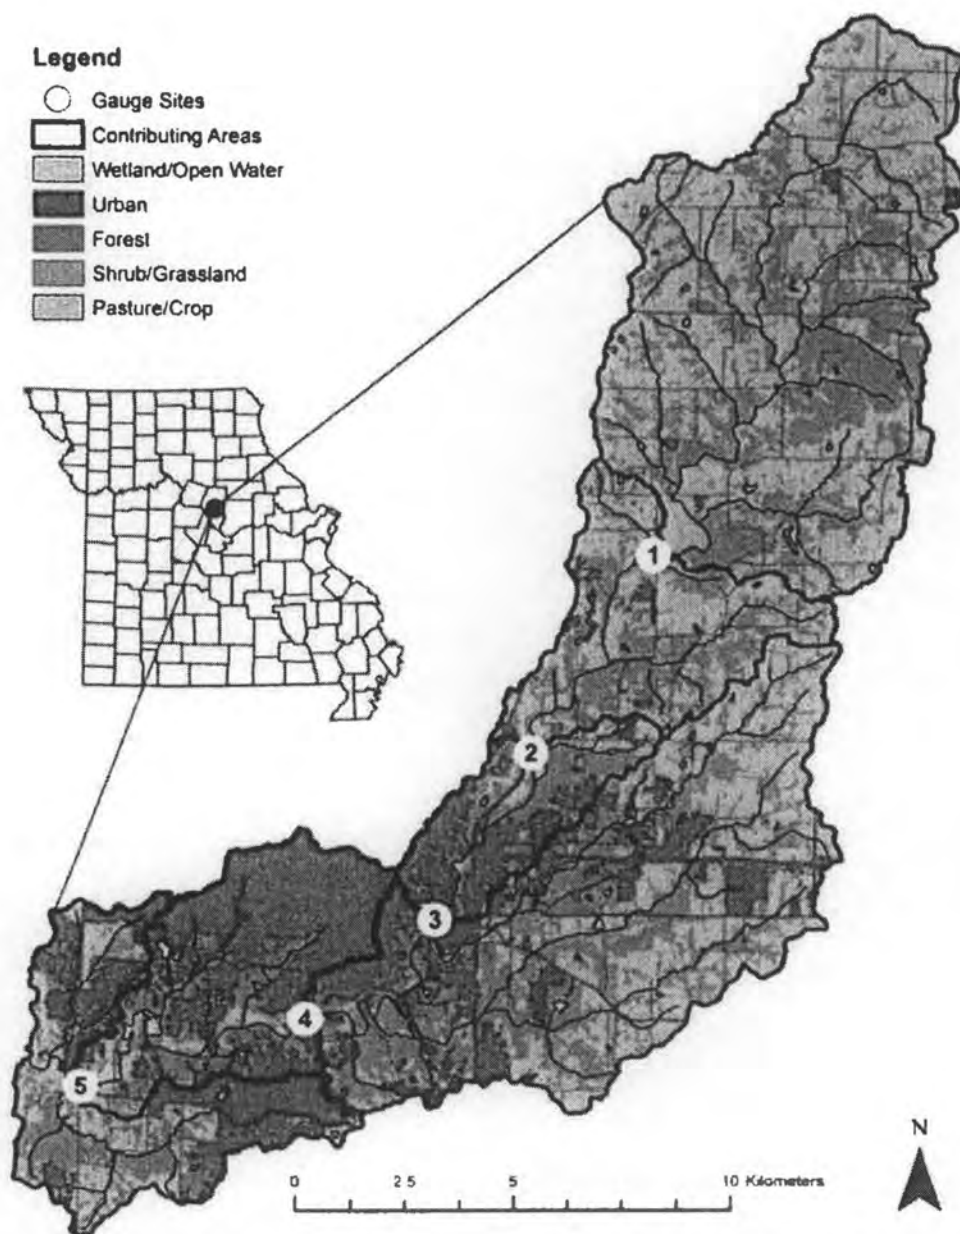 Legend
Gauge Sites
Contributing Areas
Wetland/Open Water
Urban
Forest
Shrub/Grassland
Pasture/Crop
1
2
3
4
5
N
0 2.5 5 10 Kilometers